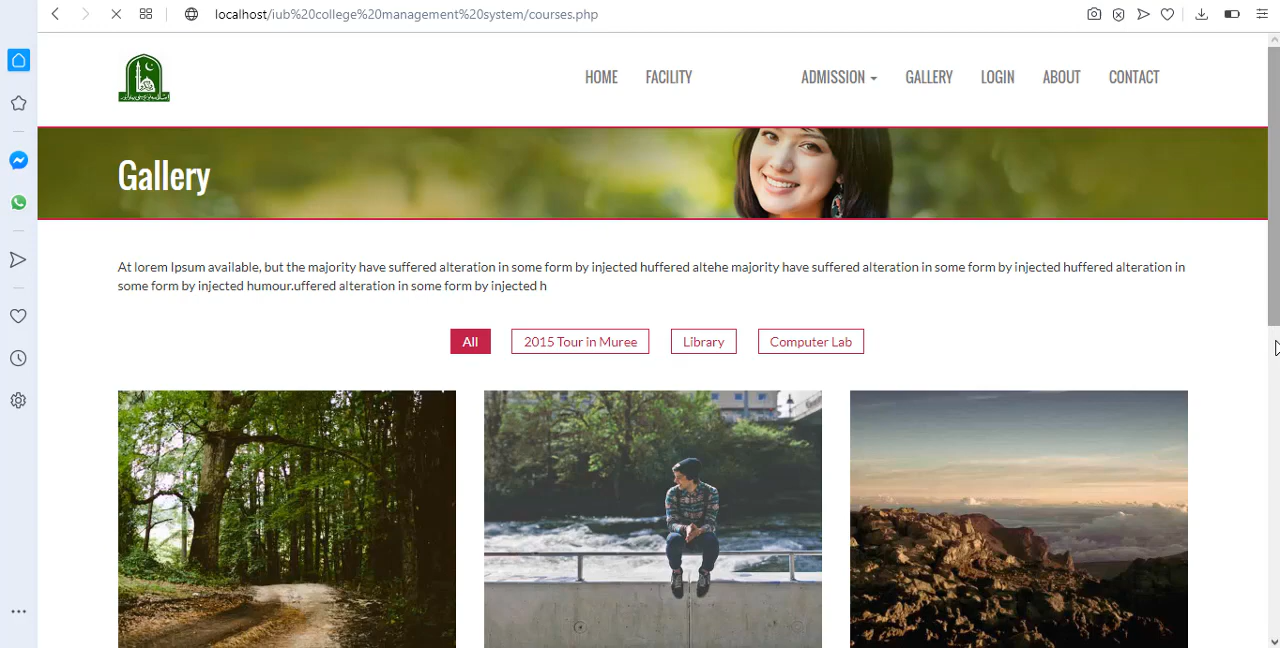 localhost/iub%20college%20management%20system/courses.php
HOME FACILITY ADMISSION GALLERY LOGIN ABOUT CONTACT
Gallery
At lorem Ipsum available, but the majority have suffered alteration in some form by injected huffered altehe majority have suffered alteration in some form by injected huffered alteration in
some form by injected humour.uffered alteration in some form by injected h
All 2015 Tour in Muree Library Computer Lab